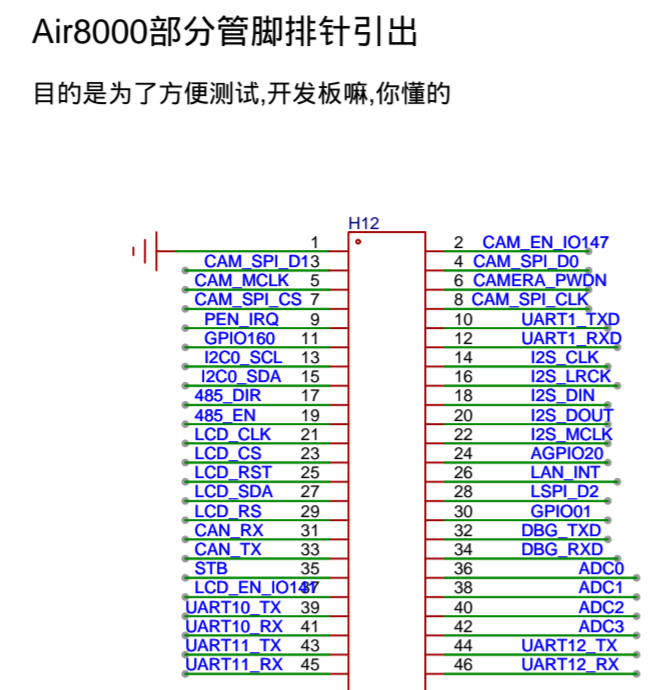 Air8000部分管脚排针引出
目的是为了方便测试,开发板嘛,你懂的
H12
1 2 CAM_EN_IO147
CAM_SPI_D1 3 4 CAM_SPI_D0
CAM_MCLK 5 6 CAMERA_PWDN
CAM_SPI_CS 7 8 CAM_SPI_CLK
PEN_IRQ 9 10 UART1_TXD
GPIO160 11 12 UART1_RXD
I2C0_SCL 13 14 I2S_CLK
I2C0_SDA 15 16 I2S_LRCK
485_DIR 17 18 I2S_DIN
485_EN 19 20 I2S_DOUT
LCD_CLK 21 22 I2S_MCLK
LCD_CS 23 24 AGPIO20
LCD_RST 25 26 LAN_INT
LCD_SDA 27 28 LSPI_D2
LCD_RS 29 30 GPIO01
CAN_RX 31 32 DBG_TXD
CAN_TX 33 34 DBG_RXD
STB 35 36 ADC0
37 38 ADC1
UART10_TX 39 40 ADC2
UART10_RX 41 42 ADC3
UART11_TX 43 44 UART12_TX
UART11_RX 45 46 UART12_RX